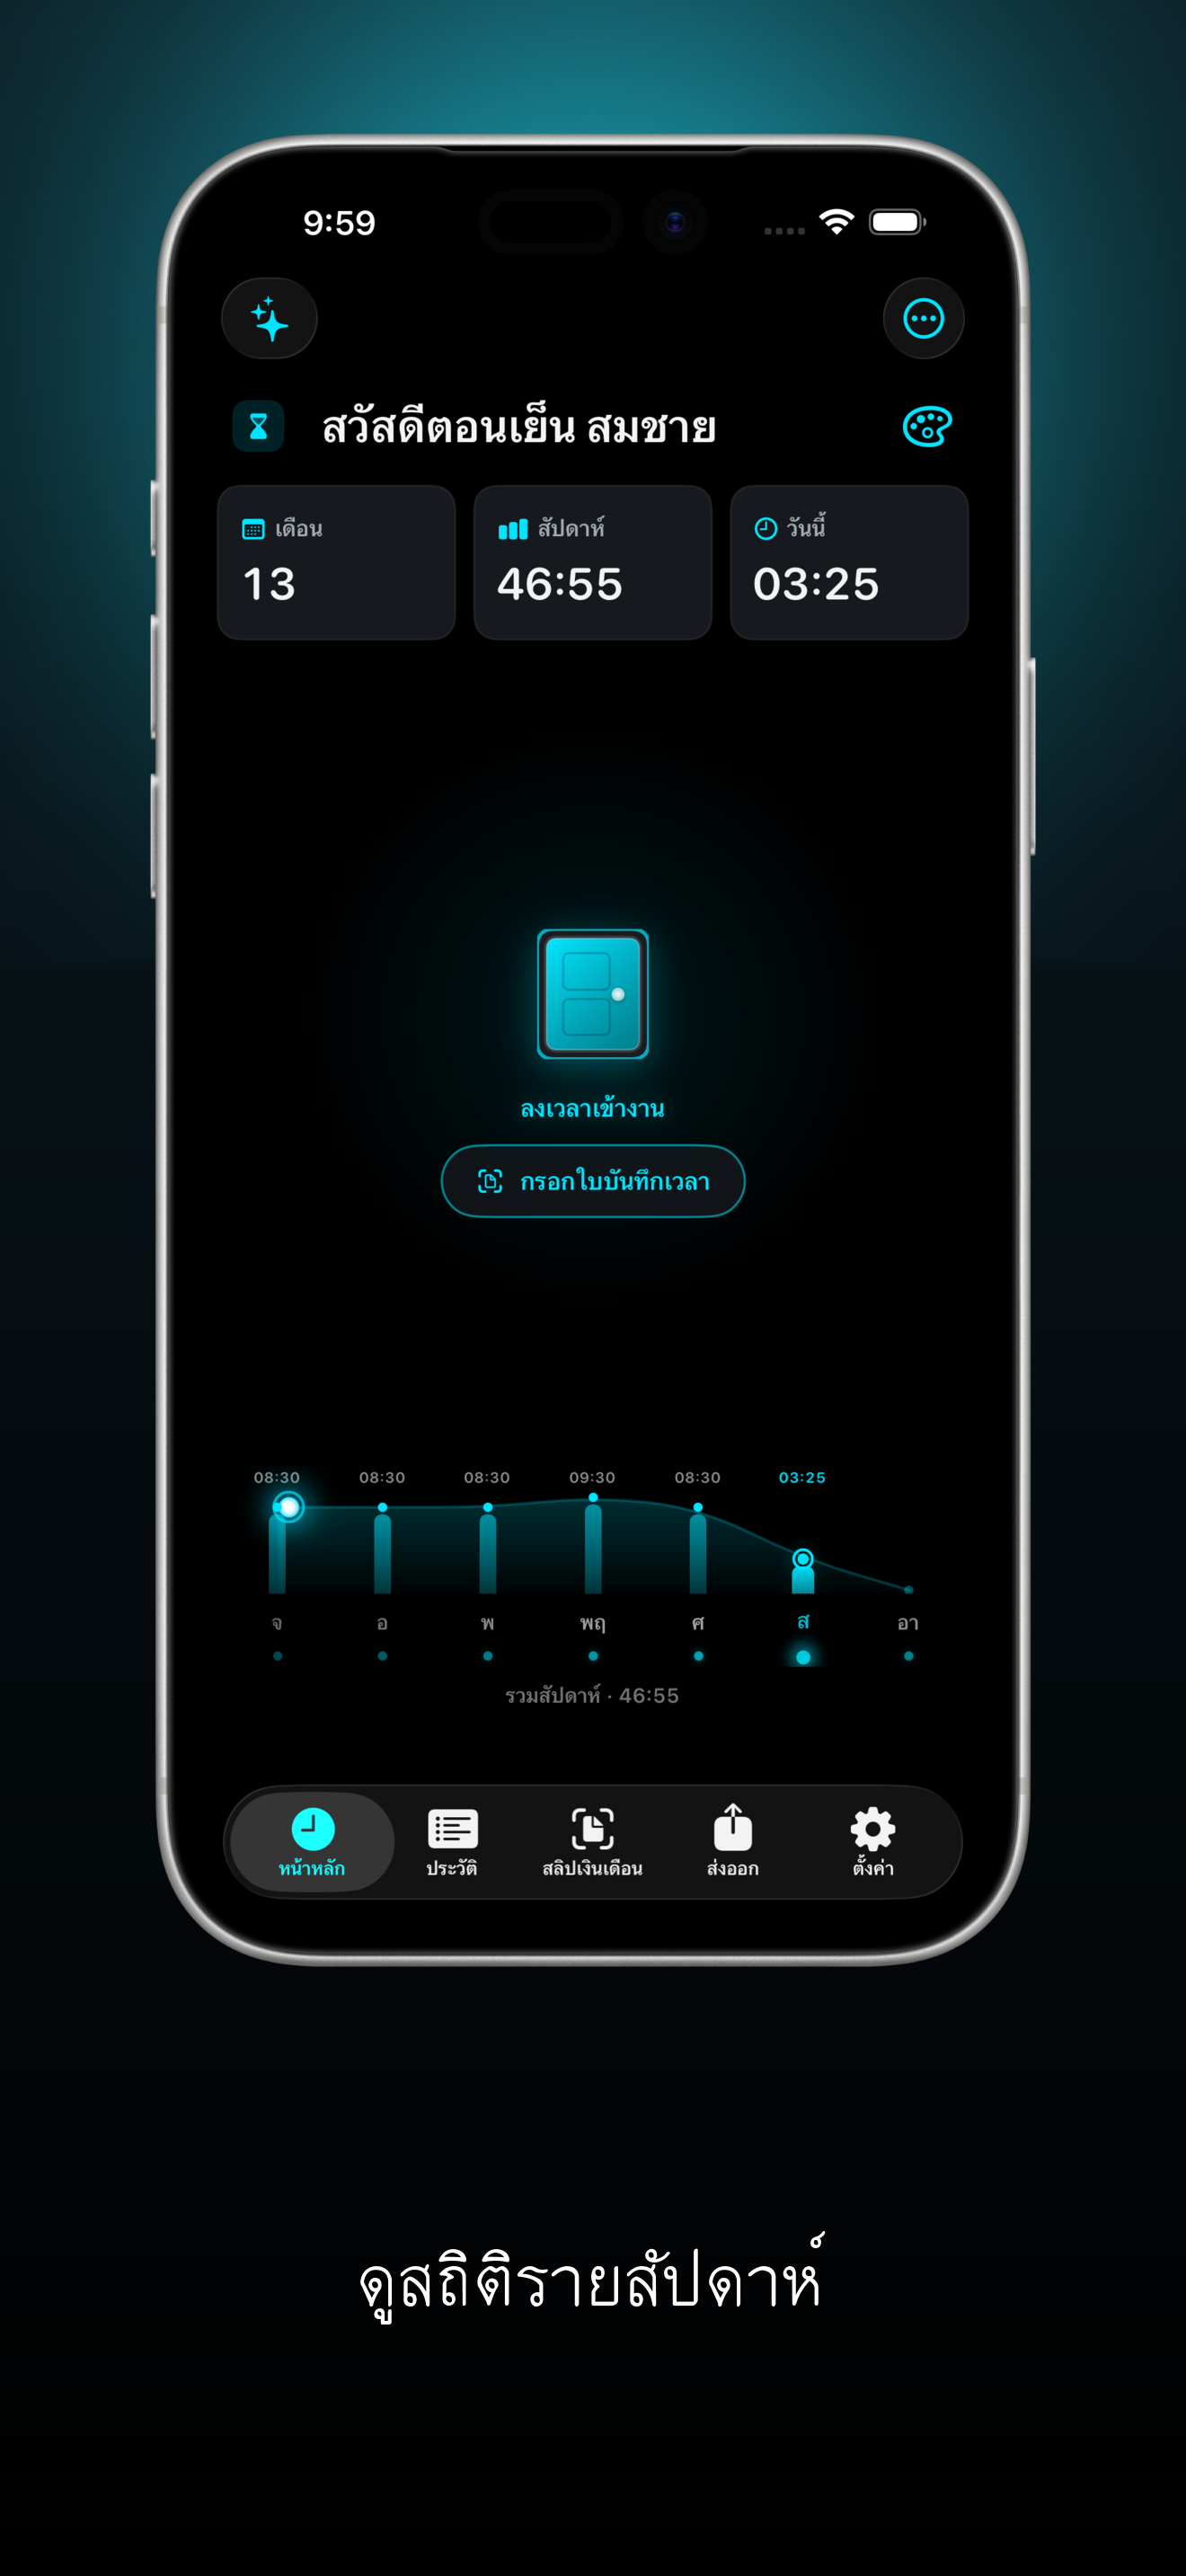 9:59
สวัสดีตอนเย็น สมชาย
เดือน
13
สัปดาห์
46:55
วันนี้
03:25
ลงเวลาเข้างาน
กรอกใบบันทึกเวลา
08:30 08:30 08:30 09:30 08:30 03:25
จ อ พ พฤ ศ ส อา
รวมสัปดาห์ · 46:55
หน้าหลัก ประวัติ สลิปเงินเดือน ส่งออก ตั้งค่า
ดูสถิติรายสัปดาห์